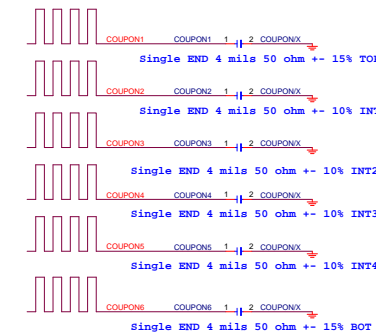 COUPON1 COUPON1 1 2 COUPON/X
Single END 4 mils 50 ohm +- 15% TOP
COUPON2 COUPON2 1 2 COUPON/X
Single END 4 mils 50 ohm +- 10% INT
COUPON3 COUPON3 1 2 COUPON/X
Single END 4 mils 50 ohm +- 10% INT2
COUPON4 COUPON4 1 2 COUPON/X
Single END 4 mils 50 ohm +- 10% INT3
COUPON5 COUPON5 1 2 COUPON/X
Single END 4 mils 50 ohm +- 10% INT4
COUPON6 COUPON6 1 2 COUPON/X
Single END 4 mils 50 ohm +- 15% BOT